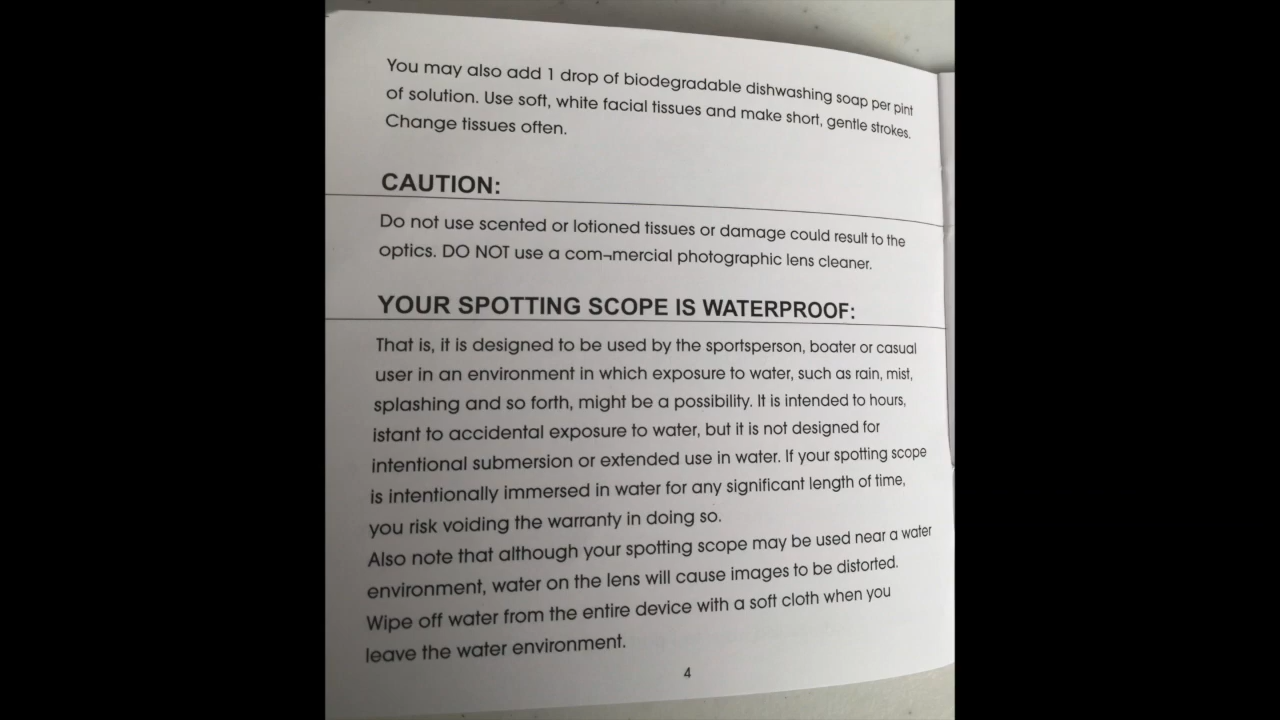 You may also add 1 drop of biodegradable dishwashing soap per pint
of solution. Use soft, white facial tissues and make short, gentle strokes.
Change tissues often.
CAUTION:
Do not use scented or lotioned tissues or damage could result to the
optics. DO NOT use a com¬mercial photographic lens cleaner.
YOUR SPOTTING SCOPE IS WATERPROOF:
That is, it is designed to be used by the sportsperson, boater or casual
user in an environment in which exposure to water, such as rain, mist,
splashing and so forth, might be a possibility. It is intended to hours,
istant to accidental exposure to water, but it is not designed for
intentional submersion or extended use in water. If your spotting scope
is intentionally immersed in water for any significant length of time,
you risk voiding the warranty in doing so.
Also note that although your spotting scope may be used near a water
environment, water on the lens will cause images to be distorted.
Wipe off water from the entire device with a soft cloth when you
leave the water environment.
4